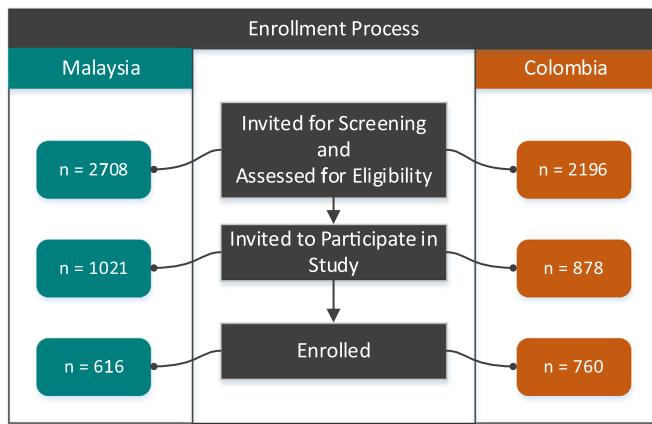 Enrollment Process
Malaysia
Colombia
Invited for Screening
and
Assessed for Eligibility
n = 2708
n = 2196
Invited to Participate in
Study
n = 1021
n = 878
Enrolled
n = 616
n = 760